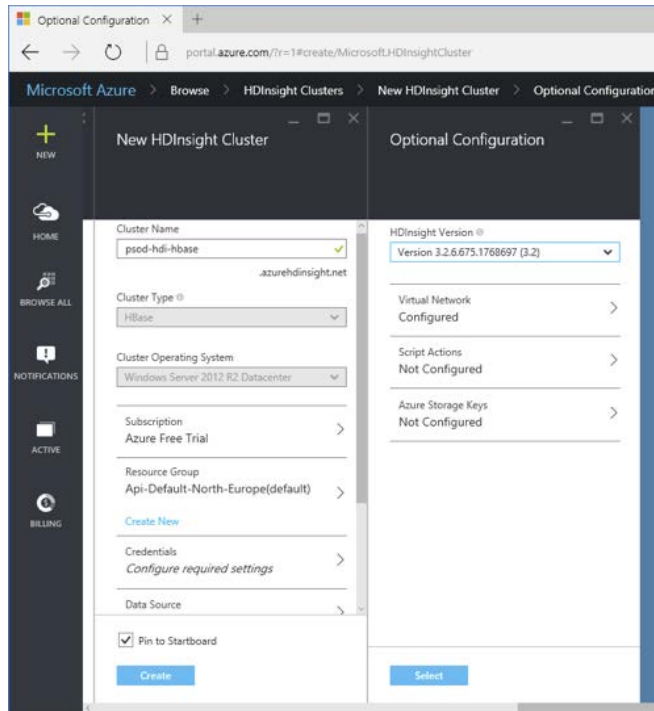 Optional Configuration
portal.azure.com/?r=1#create/Microsoft.HDInsightCluster
Microsoft Azure > Browse > HDInsight Clusters > New HDInsight Cluster > Optional Configuration
NEW
HOME
BROWSE ALL
NOTIFICATIONS
ACTIVE
BILLING
New HDInsight Cluster
Cluster Name
psod-hdi-hbase
.azurehdinsight.net
Cluster Type
HBase
Cluster Operating System
Windows Server 2012 R2 Datacenter
Subscription
Azure Free Trial
Resource Group
Api-Default-North-Europe(default)
Create New
Credentials
Configure required settings
Data Source
Pin to Startboard
Create
Optional Configuration
HDInsight Version
Version 3.2.6.675.1768697 (3.2)
Virtual Network
Configured
Script Actions
Not Configured
Azure Storage Keys
Not Configured
Select